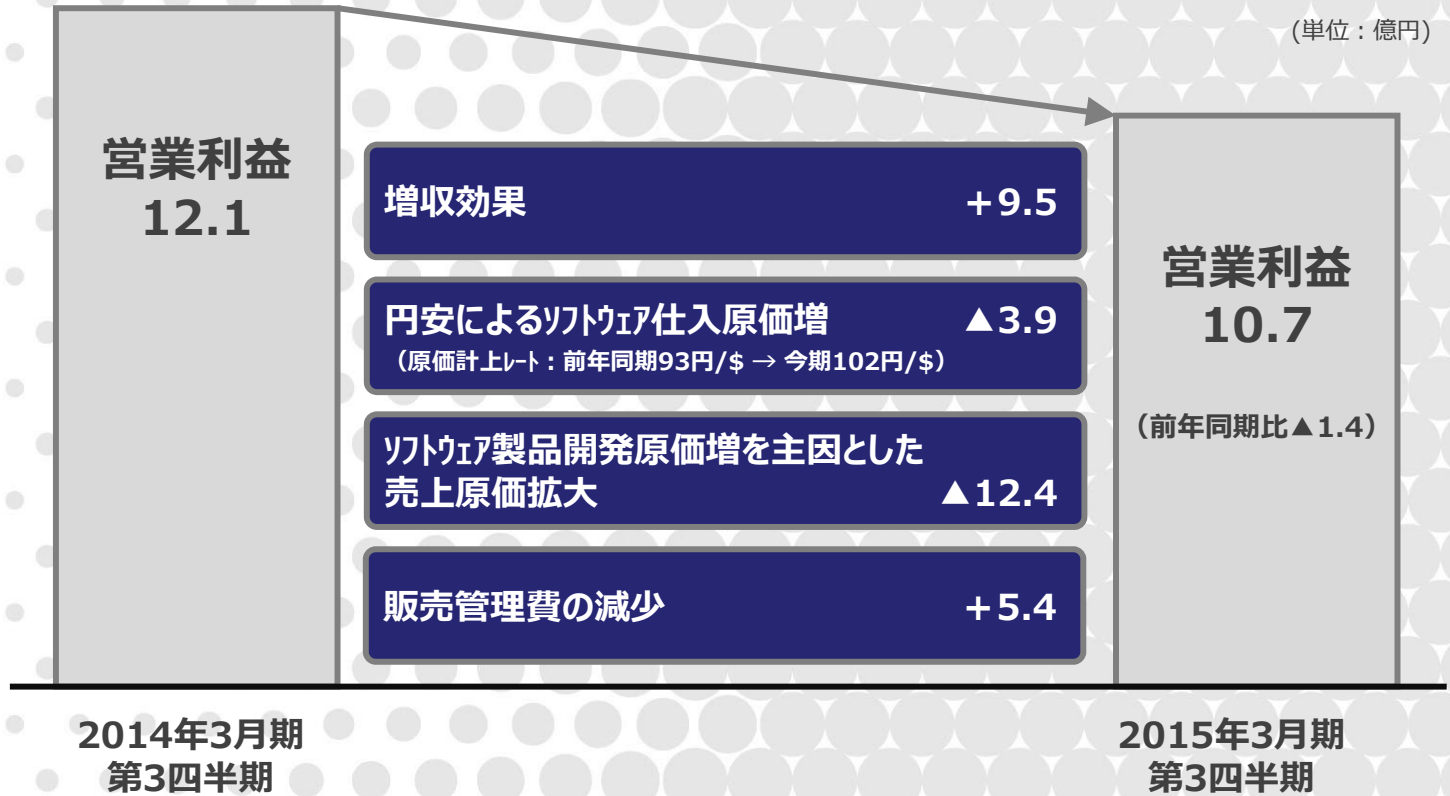 (単位：億円)
営業利益
12.1
増収効果 +9.5
円安によるｿﾌﾄｳｪｱ仕入原価増 ▲3.9
（原価計上ﾚｰﾄ：前年同期93円/$ → 今期102円/$）
ｿﾌﾄｳｪｱ製品開発原価増を主因とした
売上原価拡大 ▲12.4
販売管理費の減少 +5.4
営業利益
10.7
（前年同期比▲1.4）
2014年3月期
第3四半期
2015年3月期
第3四半期